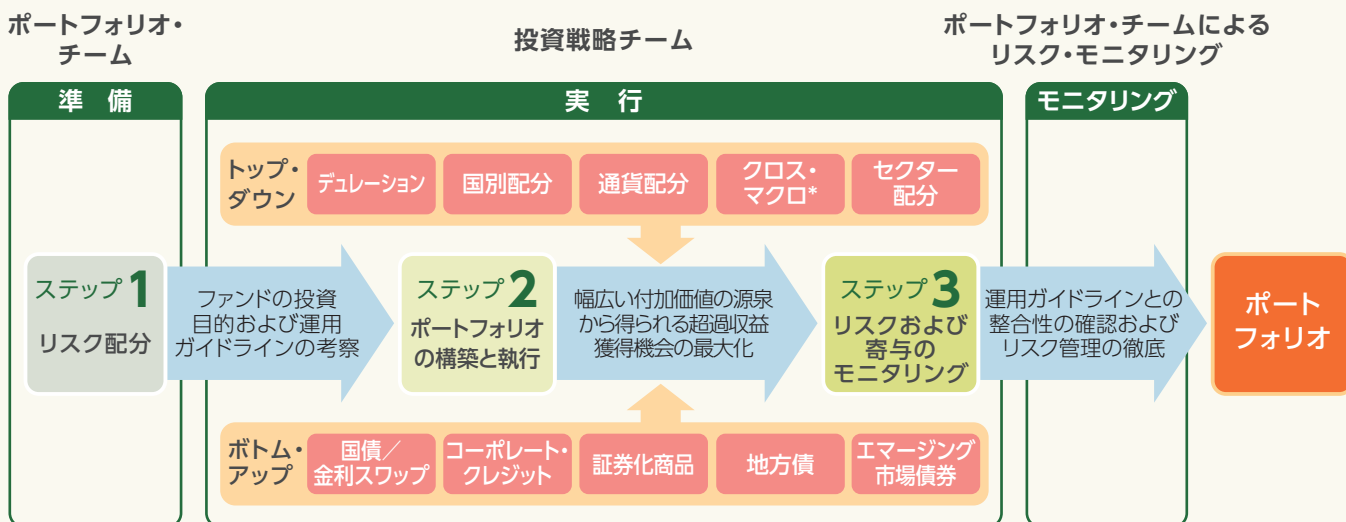 ポートフォリオ・
チーム
投資戦略チーム
ポートフォリオ・チームによる
リスク・モニタリング
準 備
実 行
モニタリング
トップ・
ダウン
デュレーション
国別配分
通貨配分
クロス・
マクロ*
セクター
配分
ステップ1
リスク配分
ファンドの投資
目的および運用
ガイドラインの考察
ステップ2
ポートフォリオ
の構築と執行
幅広い付加価値の源泉
から得られる超過収益
獲得機会の最大化
ステップ3
リスクおよび
寄与の
モニタリング
運用ガイドラインとの
整合性の確認および
リスク管理の徹底
ポート
フォリオ
ボトム・
アップ
国債／
金利スワップ
コーポレート・
クレジット
証券化商品
地方債
エマージング
市場債券